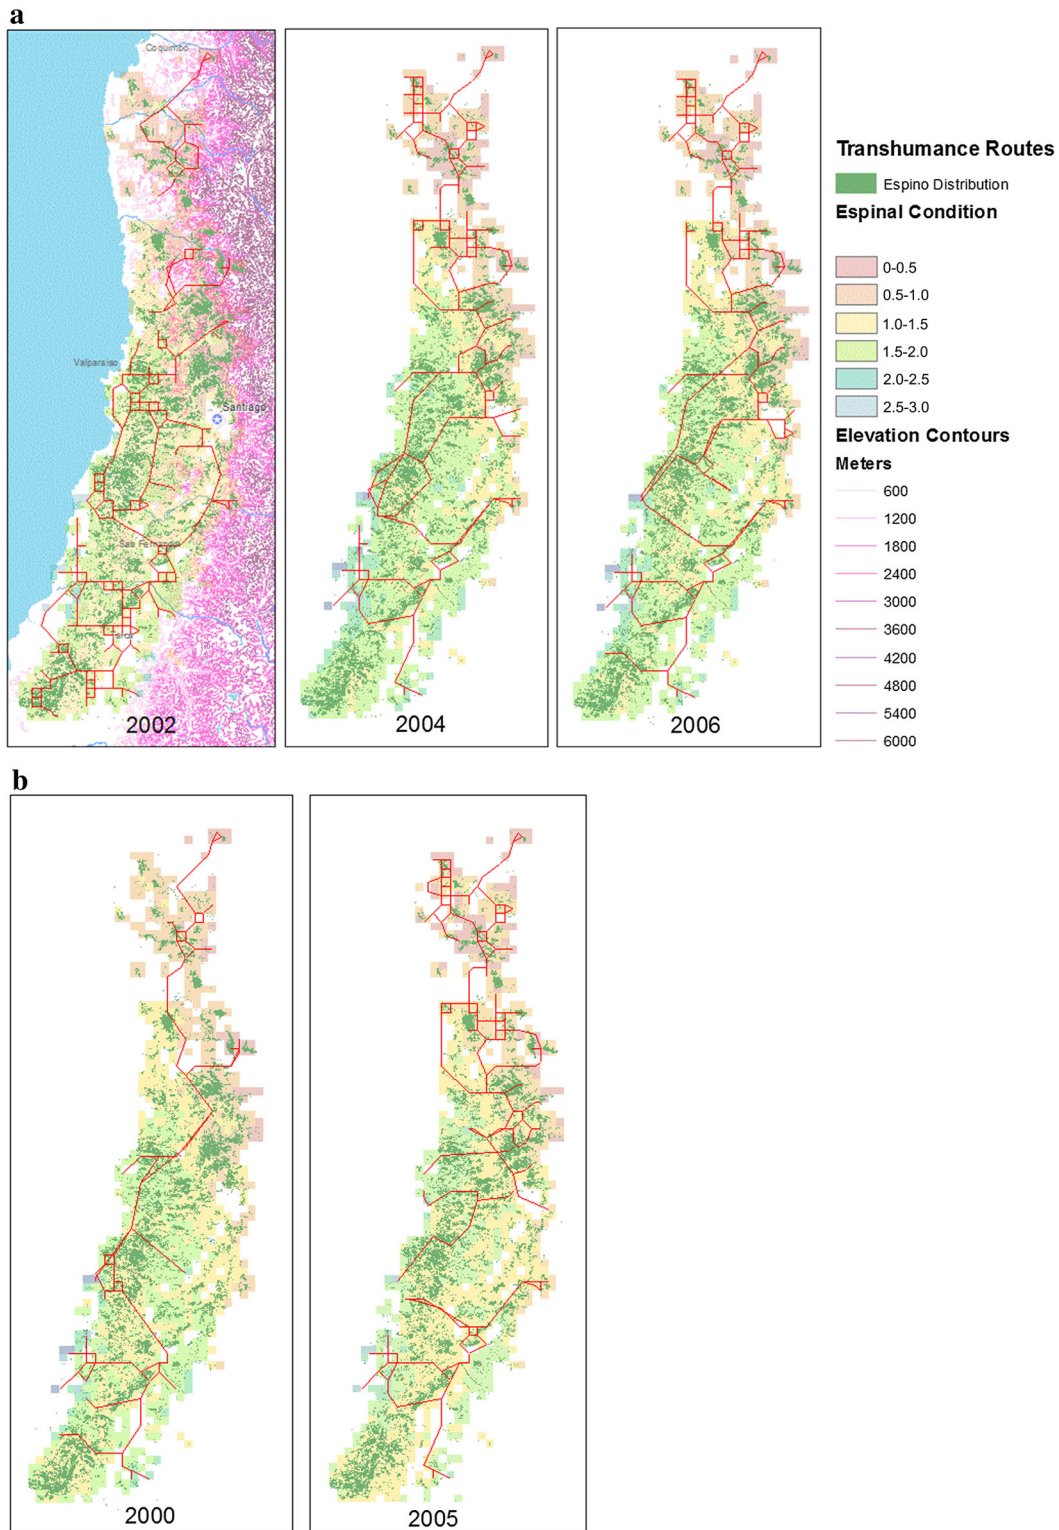 a
Coquimbo
Valparaiso
Santiago
San Fernando
Talca
2002
2004
2006
Transhumance Routes
Espino Distribution
Espinal Condition
0-0.5
0.5-1.0
1.0-1.5
1.5-2.0
2.0-2.5
2.5-3.0
Elevation Contours
Meters
600
1200
1800
2400
3000
3600
4200
4800
5400
6000
b
2000
2005